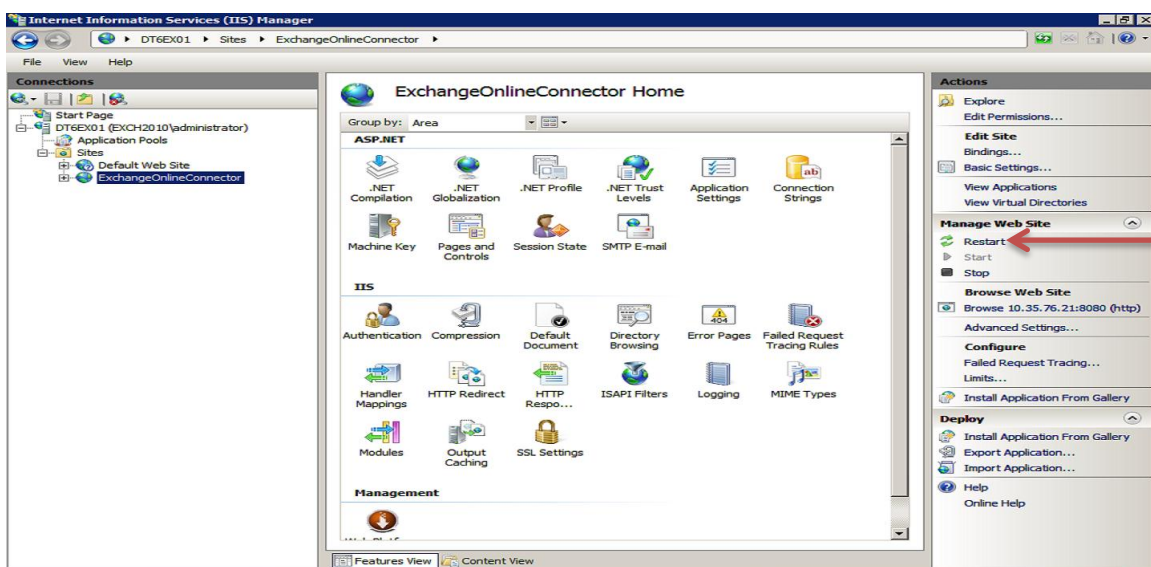 Internet Information Services (IIS) Manager
DT6EX01 Sites ExchangeOnlineConnector
File View Help
Connections
Start Page
DT6EX01 (EXCH2010\administrator)
Application Pools
Sites
Default Web Site
ExchangeOnlineConnector
ExchangeOnlineConnector Home
Group by: Area
ASP.NET
.NET Compilation
.NET Globalization
.NET Profile
.NET Trust Levels
Application Settings
Connection Strings
Machine Key
Pages and Controls
Session State
SMTP E-mail
IIS
Authentication
Compression
Default Document
Directory Browsing
Error Pages
Failed Request Tracing Rules
Handler Mappings
HTTP Redirect
HTTP Respo...
ISAPI Filters
Logging
MIME Types
Modules
Output Caching
SSL Settings
Management
Features View Content View
Actions
Explore
Edit Permissions...
Edit Site
Bindings...
Basic Settings...
View Applications
View Virtual Directories
Manage Web Site
Restart
Start
Stop
Browse Web Site
Browse 10.35.76.21:8080 (http)
Advanced Settings...
Configure
Failed Request Tracing...
Limits...
Install Application From Gallery
Deploy
Install Application From Gallery
Export Application...
Import Application...
Help
Online Help